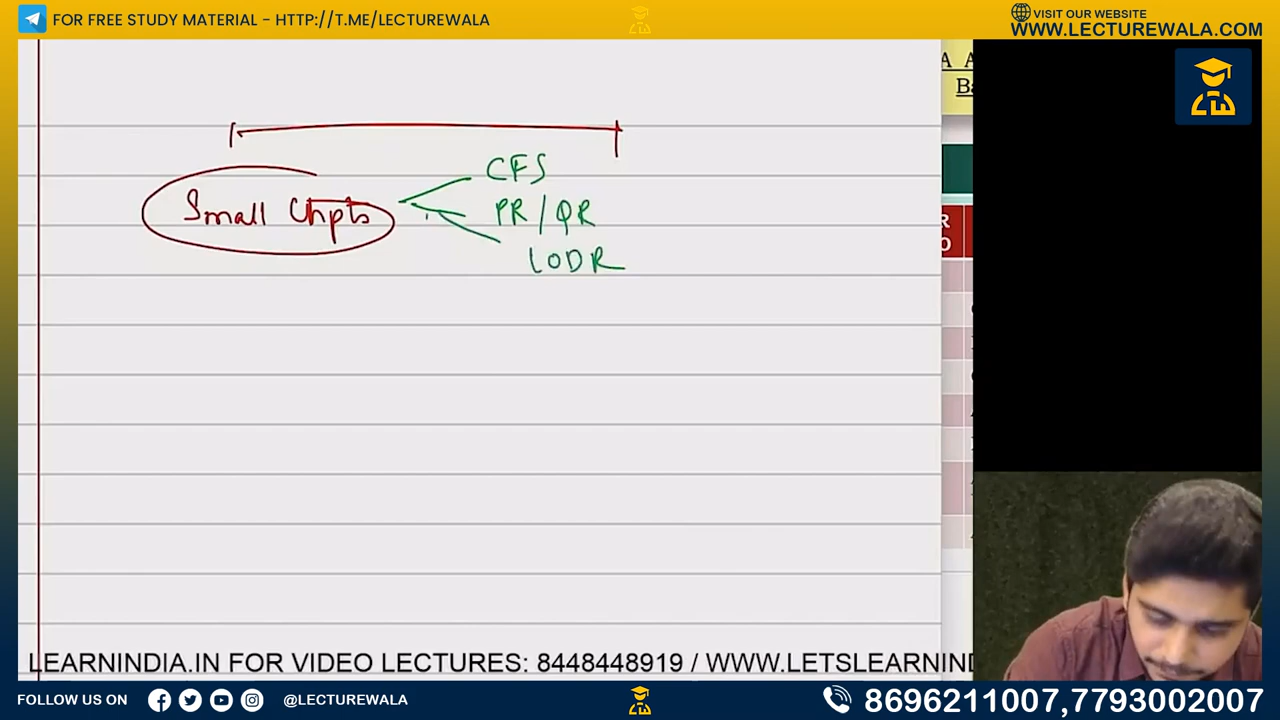 FOR FREE STUDY MATERIAL - HTTP://T.ME/LECTUREWALA
VISIT OUR WEBSITE
WWW.LECTUREWALA.COM
A A
Ba
R
O
Small Chpts
CFS
PR/QR
LODR
LEARNINDIA.IN FOR VIDEO LECTURES: 8448448919 / WWW.LETSLEARNIND
FOLLOW US ON
@LECTUREWALA
8696211007,7793002007